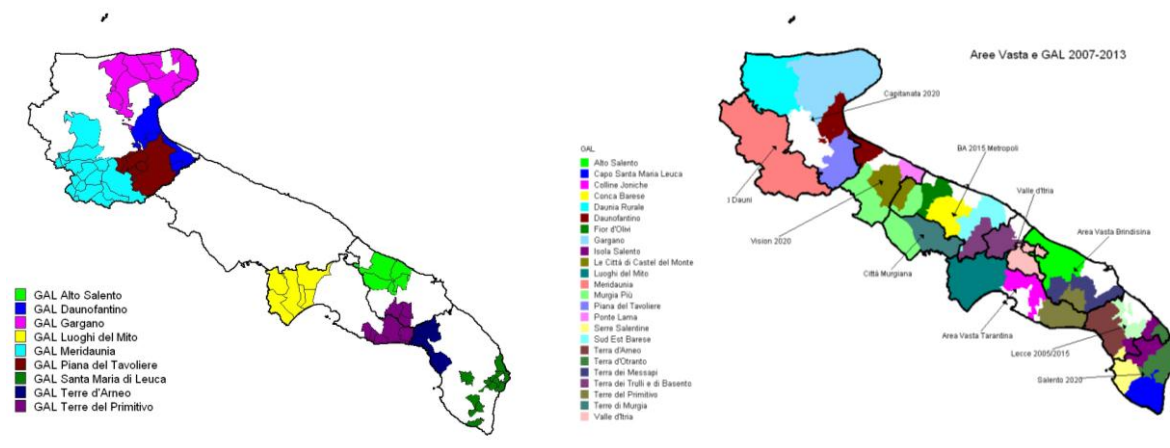 GAL Alto Salento
GAL Daunofantino
GAL Gargano
GAL Luoghi del Mito
GAL Meridaunia
GAL Piana del Tavoliere
GAL Santa Maria di Leuca
GAL Terre d'Arneo
GAL Terre del Primitivo
Aree Vasta e GAL 2007-2013
Capitanata 2020
BA 2015 Metropoli
Valle d'Itria
I Dauni
Vision 2020
Area Vasta Brindisina
Città Murgiana
Area Vasta Tarantina
Lecce 2005/2015
Salento 2020
GAL
Alto Salento
Capo Santa Maria Leuca
Colline Joniche
Conca Barese
Daunia Rurale
Daunofantino
Fior d'Olivi
Gargano
Isola Salento
Le Città di Castel del Monte
Luoghi del Mito
Meridaunia
Murgia Più
Piana del Tavoliere
Ponte Lama
Serre Salentine
Sud Est Barese
Terra d'Arneo
Terra d'Otranto
Terra dei Messapi
Terra dei Trulli e di Basento
Terre del Primitivo
Terre di Murgia
Valle d'Itria